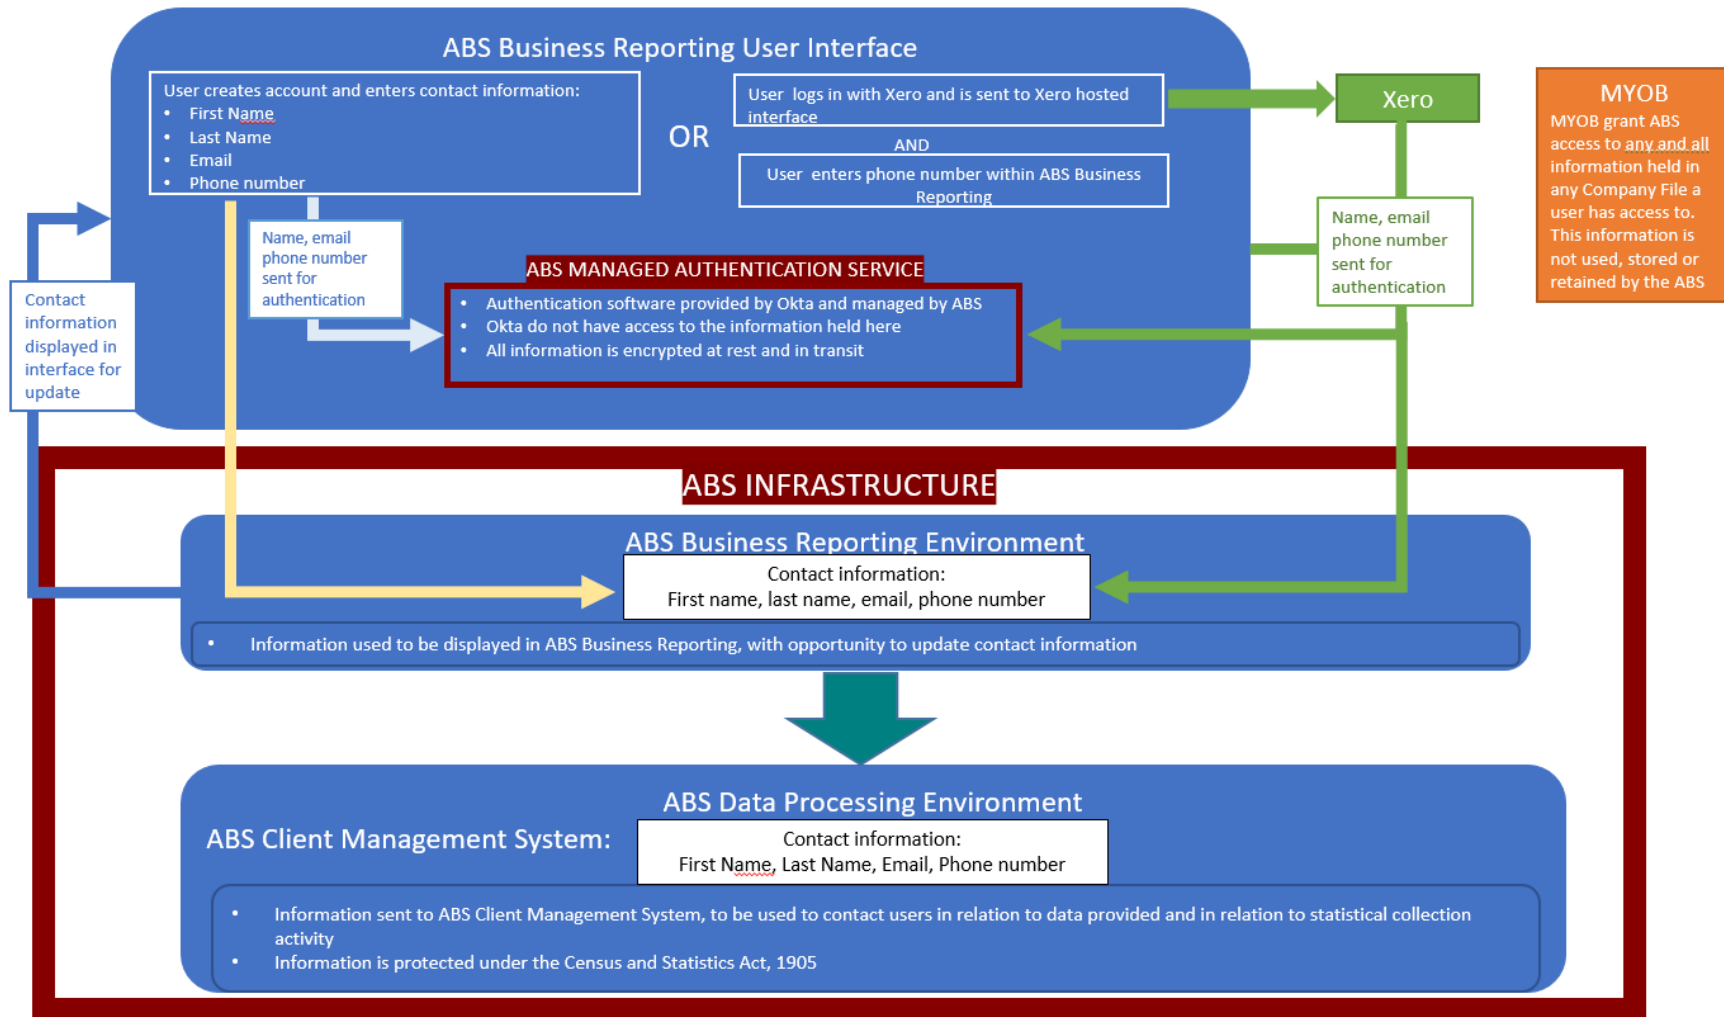 ABS Business Reporting User Interface
User creates account and enters contact information:
• First Name
• Last Name
• Email
• Phone number
OR
User logs in with Xero and is sent to Xero hosted
interface
AND
User enters phone number within ABS Business
Reporting
Xero
MYOB
MYOB grant ABS
access to any and all
information held in
any Company File a
user has access to.
This information is
not used, stored or
retained by the ABS
Name, email
phone number
sent for
authentication
Name, email
phone number
sent for
authentication
ABS MANAGED AUTHENTICATION SERVICE
• Authentication software provided by Okta and managed by ABS
• Okta do not have access to the information held here
• All information is encrypted at rest and in transit
Contact
information
displayed in
interface for
update
ABS INFRASTRUCTURE
ABS Business Reporting Environment
Contact information:
First name, last name, email, phone number
• Information used to be displayed in ABS Business Reporting, with opportunity to update contact information
ABS Data Processing Environment
ABS Client Management System:
Contact information:
First Name, Last Name, Email, Phone number
• Information sent to ABS Client Management System, to be used to contact users in relation to data provided and in relation to statistical collection
activity
• Information is protected under the Census and Statistics Act, 1905